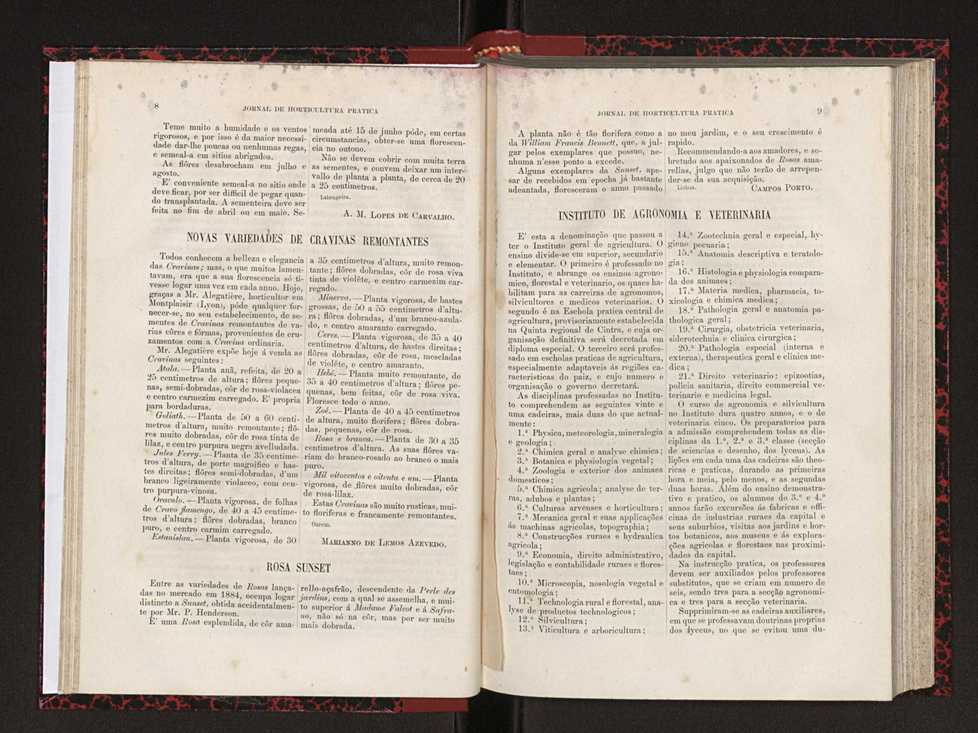 8
JORNAL DE HORTICULTURA PRATICA
Teme muito a humidade e os ventos
rigorosos, e por isso é da maior necessi-
dade dar-lhe poucas ou nenhumas regas,
e semeal-a em sitios abrigados.
As flôres desabrocham em julho e
agosto.
E' conveniente semeal-a no sitio onde
deve ficar, por ser difficil de pegar quan-
do transplantada. A sementeira deve ser
feita no fim de abril ou em maio. Se-
meada até 15 de junho póde, em certas
circumstancias, obter-se uma florescen-
cia no outono.
Não se devem cobrir com muita terra
as sementes, e convem deixar um inter-
vallo de planta a planta, de cerca de 20
a 25 centimetros.
Lalengeira.
A. M. LOPES DE CARVALHO.
NOVAS VARIEDADES DE CRAVINAS REMONTANTES
Todos conhecem a belleza e elegancia
das Cravinas; mas, o que muitos lamen-
tavam, era que a sua florescencia só ti-
vesse logar uma vez em cada anno. Hoje,
graças a Mr. Alegatière, horticultor em
Montplaisir (Lyon), póde qualquer for-
necer-se, no seu estabelecimento, de se-
mentes de Cravinas remontantes de va-
rias côres e fórmas, provenientes de cru-
zamentos com a Cravina ordinaria.
Mr. Alegatière expõe hoje á venda as
Cravinas seguintes:
Atala. — Planta anã, refeita, de 20 a
25 centimetros de altura; flôres peque-
nas, semi-dobradas, côr de rosa-violacea
e centro carmezim carregado. E' propria
para bordaduras.
Goliath. — Planta de 50 a 60 centi-
metros d'altura, muito remontante; flô-
res muito dobradas, côr de rosa tinta de
lilaz, e centro purpura negro avelludada.
Jules Ferry. — Planta de 35 centime-
tros d'altura, de porte magnifico e has-
tes direitas; flôres semi-dobradas, d'um
branco ligeiramente violaceo, com cen-
tro purpura-vinosa.
Oracolo. — Planta vigorosa, de folhas
de Cravo flamengo, de 40 a 45 centime-
tros d'altura; flôres dobradas, branco
puro, e centro carmim carregado.
Estanislau. — Planta vigorosa, de 30
a 35 centimetros d'altura, muito remon-
tante; flôres dobradas, côr de rosa viva
tinta de violête, e centro carmezim car-
regado.
Minerva. — Planta vigorosa, de hastes
grossas, de 50 a 55 centimetros d'altu-
ra; flôres dobradas, d'um branco-azula-
do, e centro amaranto carregado.
Ceres. — Planta vigorosa, de 35 a 40
centimetros d'altura, de hastes direitas;
flôres dobradas, côr de rosa, mescladas
de violête, e centro amaranto.
Hebé. — Planta muito remontante, de
35 a 40 centimetros d'altura; flôres pe-
quenas, bem feitas, côr de rosa viva.
Floresce todo o anno.
Zoé. — Planta de 40 a 45 centimetros
de altura, muito florifera; flôres dobra-
das, pequenas, côr de rosa.
Rosa e branca. — Planta de 30 a 35
centimetros d'altura. As suas flôres va-
riam do branco-rosado ao branco o mais
puro.
Mil oitocentos e oitenta e um. — Planta
vigorosa, de flôres muito dobradas, côr
de rosa-lilaz.
Estas Cravinas são muito rusticas, mui-
to floriferas e francamente remontantes.
MARIANNO DE LEMOS AZEVEDO.
ROSA SUNSET
Entre as variedades de Rosas lança-
das no mercado em 1884, occupa logar
distincto a Sunset, obtida accidentalmen-
te por Mr. P. Henderson.
E' uma Rosa esplendida, de côr ama-
rello-açafrão, descendente da Perle des
jardins, com a qual se assemelha, e mui-
to superior á Madame Falcot e á Safra-
no, não só na côr, mas por ser muito
mais dobrada.
JORNAL DE HORTICULTURA PRATICA
9
A planta não é tão florifera como a
da William Francis Bennett, que, a jul-
gar pelos exemplares que possuo, ne-
nhuma n'esse ponto a excede.
Alguns exemplares da Sunset, ape-
sar de recebidos em epocha já bastante
adeantada, floresceram o anno passado
no meu jardim, e o seu crescimento é
rapido.
Recommendando-a aos amadores, e so-
bretudo aos apaixonados de Rosas ama-
rellas, julgo que não terão de arrepen-
der-se da sua acquisição.
Lisboa.
CAMPOS PORTO.
INSTITUTO DE AGRONOMIA E VETERINARIA
E' esta a denominação que passou a
ter o Instituto geral de agricultura. O
ensino divide-se em superior, secundario
e elementar. O primeiro é professado no
Instituto, e abrange os ensinos agrono-
mico, florestal e veterinario, os quaes ha-
bilitam para as carreiras de agronomos,
silvicultores e medicos veterinarios. O
segundo é na Eschola pratica central de
agricultura, provisoriamente estabelecida
na Quinta regional de Cintra, e cuja or-
ganisação definitiva será decretada em
diploma especial. O terceiro será profes-
sado em escholas praticas de agricultura,
especialmente adaptaveis ás regiões ca-
racteristicas do paiz, e cujo numero e
organisação o governo decretará.
As disciplinas professadas no Institu-
to comprehendem as seguintes vinte e
uma cadeiras, mais duas do que actual-
mente:
1.ª Physica, meteorologia, mineralogia
e geologia;
2.ª Chimica geral e analyse chimica;
3.ª Botanica e physiologia vegetal;
4.ª Zoologia e exterior dos animaes
domesticos;
5.ª Chimica agricola; analyse de ter-
ras, adubos e plantas;
6.ª Culturas arvenses e horticultura;
7.ª Mecanica geral e suas applicações
ás machinas agricolas, topographia;
8.ª Construcções ruraes e hydraulica
agricola;
9.ª Economia, direito administrativo,
legislação e contabilidade ruraes e flores-
taes;
10.ª Microscopia, nosologia vegetal e
entomologia;
11.ª Technologia rural e florestal, ana-
lyse de productos technologicos;
12.ª Silvicultura;
13.ª Viticultura e arboricultura;
14.ª Zootechnia geral e especial, hy-
giene pecuaria;
15.ª Anatomia descriptiva e teratolo-
gia;
16.ª Histologia e physiologia compara-
da dos animaes;
17.ª Materia medica, pharmacia, to-
xicologia e chimica medica;
18.ª Pathologia geral e anatomia pa-
thologica geral;
19.ª Cirurgia, obstetricia veterinaria,
siderotechnia e clinica cirurgica;
20.ª Pathologia especial (interna e
externa), therapeutica geral e clinica me-
dica;
21.ª Direito veterinario: epizootias,
policia sanitaria, direito commercial ve-
terinario e medicina legal.
O curso de agronomia e silvicultura
no Instituto dura quatro annos, e o de
veterinaria cinco. Os preparatorios para
a admissão comprehendem todas as dis-
ciplinas da 1.ª, 2.ª e 3.ª classe (secção
de sciencias e desenho, dos lyceus). As
lições em cada uma das cadeiras são theo-
ricas e praticas, durando as primeiras
hora e meia, pelo menos, e as segundas
duas horas. Além do ensino demonstra-
tivo e pratico, os alumnos do 3.º e 4.º
annos farão excursões ás fabricas e offi-
cinas de industrias ruraes da capital e
seus suburbios, visitas aos jardins e hor-
tos botanicos, aos museus e ás explora-
ções agricolas e florestaes nas proximi-
dades da capital.
Na instrucção pratica, os professores
devem ser auxiliados pelos professores
substitutos, que se criam em numero de
seis, sendo tres para a secção agronomi-
ca e tres para a secção veterinaria.
Supprimiram-se as cadeiras auxiliares,
em que se professavam doutrinas proprias
dos lyceus, no que se evitou uma du-